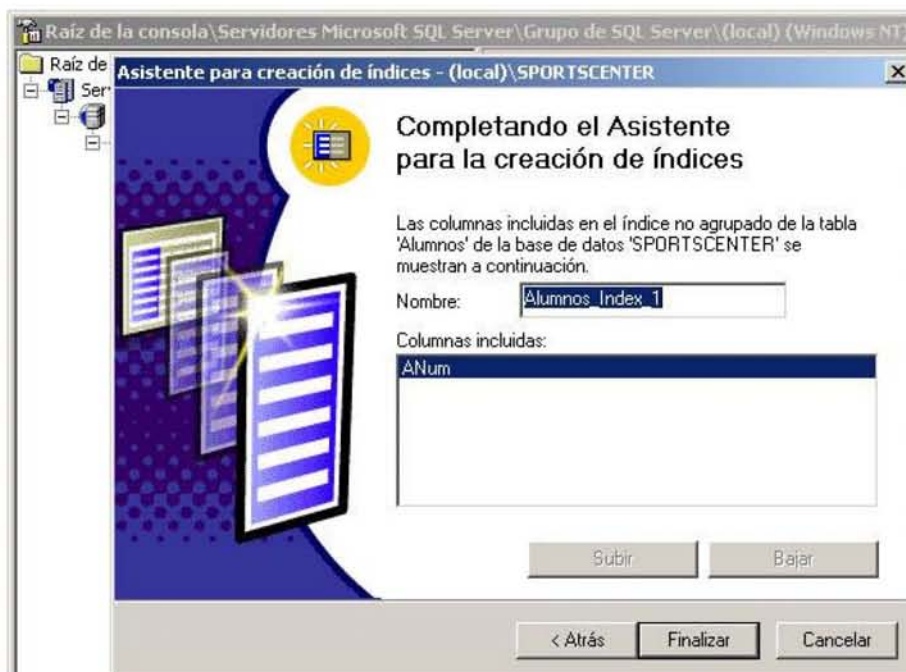 Raíz de la consola\Servidores Microsoft SQL Server\Grupo de SQL Server\(local) (Windows NT)
Raíz de
Ser
Asistente para creación de índices - (local)\SPORTSCENTER
Completando el Asistente
para la creación de índices
Las columnas incluidas en el índice no agrupado de la tabla
'Alumnos' de la base de datos 'SPORTSCENTER' se
muestran a continuación.
Nombre: Alumnos_Index_1
Columnas incluidas:
ANum
Subir Bajar
< Atrás Finalizar Cancelar